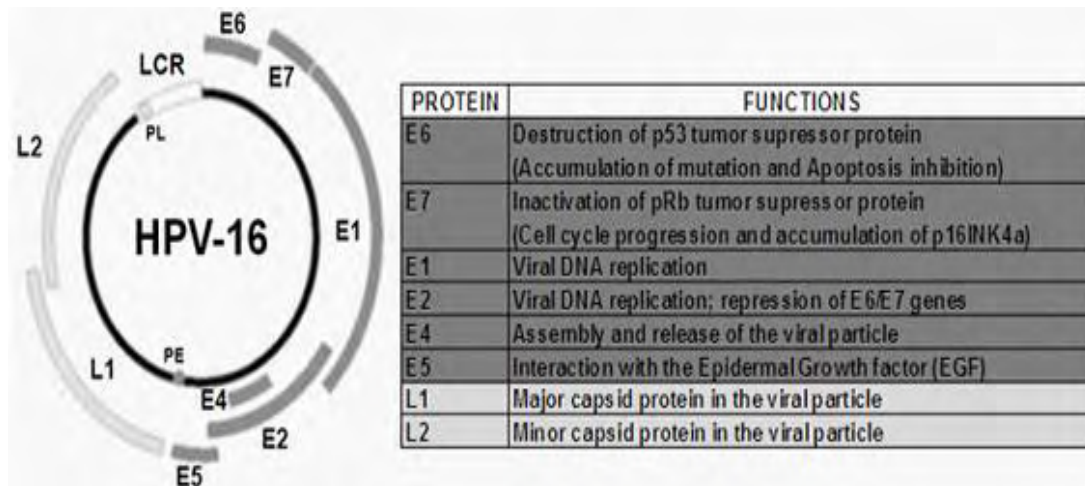 E6
LCR
E7
PL
L2
HPV-16
E1
PE
L1
E4
E2
E5
PROTEIN FUNCTIONS
E6 Destruction of p53 tumor supressor protein
(Accumulation of mutation and Apoptosis inhibition)
E7 Inactivation of pRb tumor supressor protein
(Cell cycle progression and accumulation of p16INK4a)
E1 Viral DNA replication
E2 Viral DNA replication; repression of E6/E7 genes
E4 Assembly and release of the viral particle
E5 Interaction with the Epidermal Growth factor (EGF)
L1 Major capsid protein in the viral particle
L2 Minor capsid protein in the viral particle